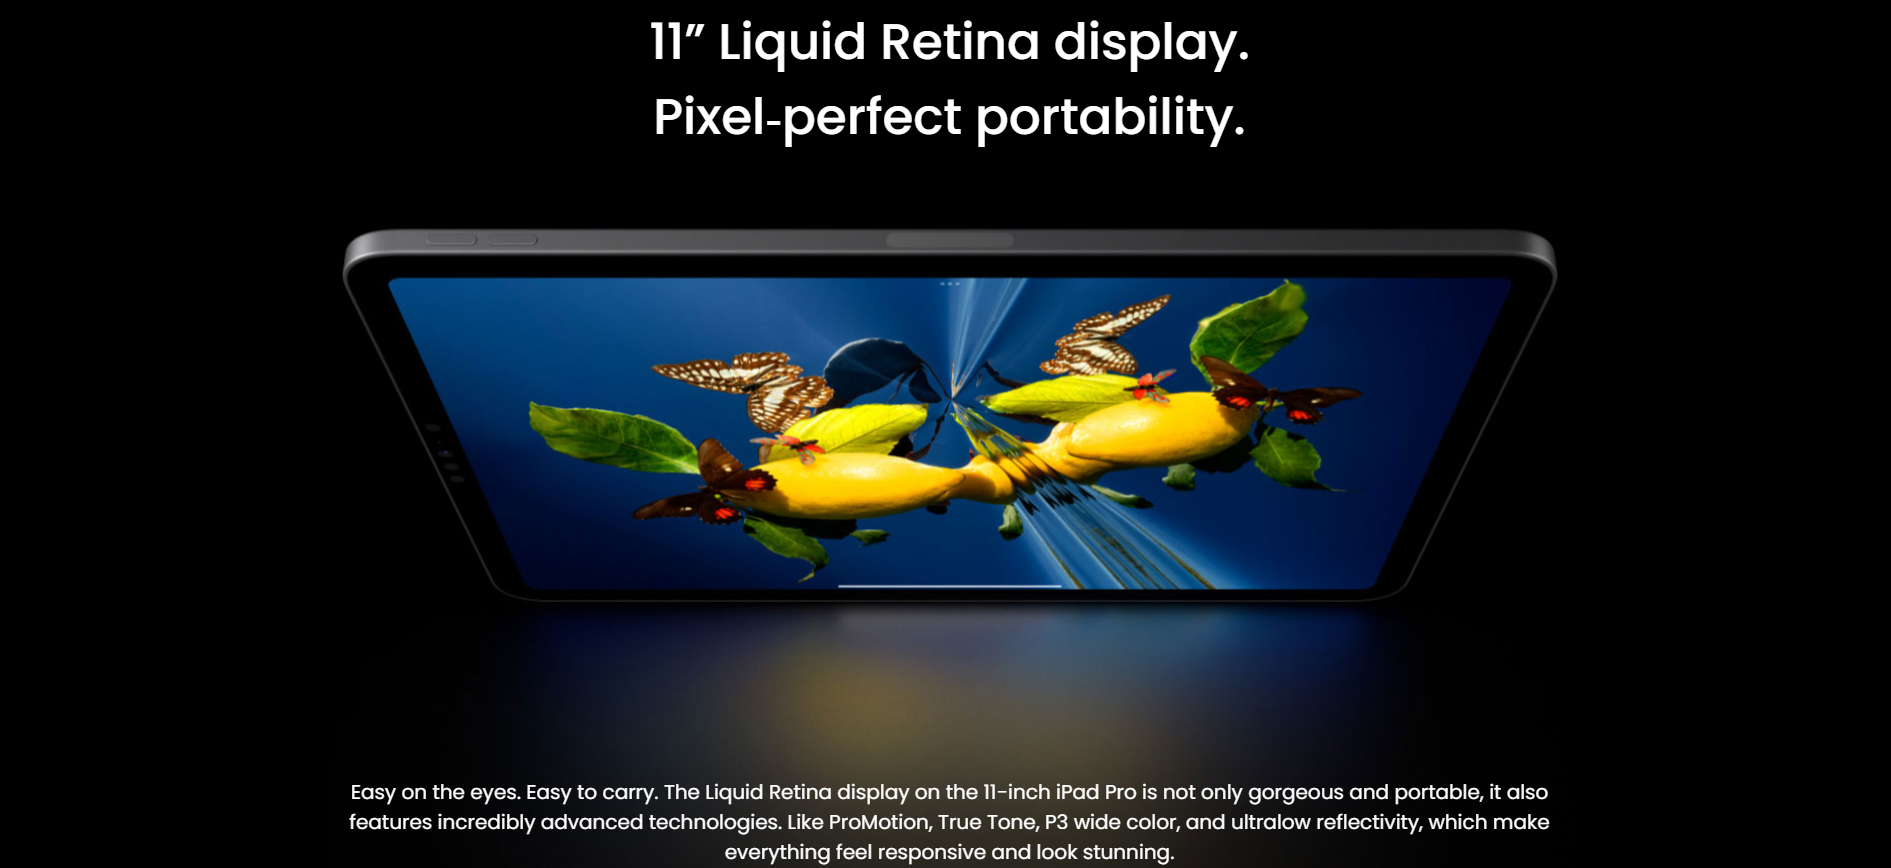 11” Liquid Retina display.
Pixel-perfect portability.
Easy on the eyes. Easy to carry. The Liquid Retina display on the 11-inch iPad Pro is not only gorgeous and portable, it also
features incredibly advanced technologies. Like ProMotion, True Tone, P3 wide color, and ultralow reflectivity, which make
everything feel responsive and look stunning.